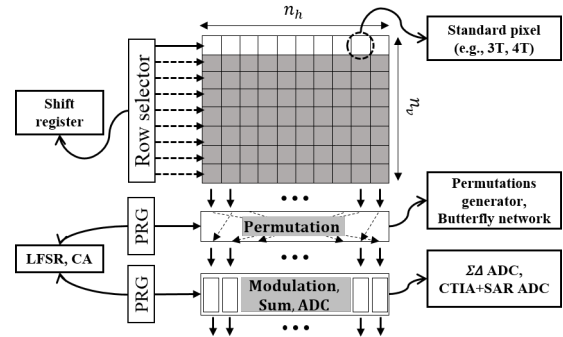 n_h
Standard pixel
(e.g., 3T, 4T)
Row selector
n_v
Shift
register
• • •
PRG
Permutation
Permutations
generator,
Butterfly network
LFSR, CA
• • •
PRG
Modulation,
Sum, ADC
ΣΔ ADC,
CTIA+SAR ADC
• • •